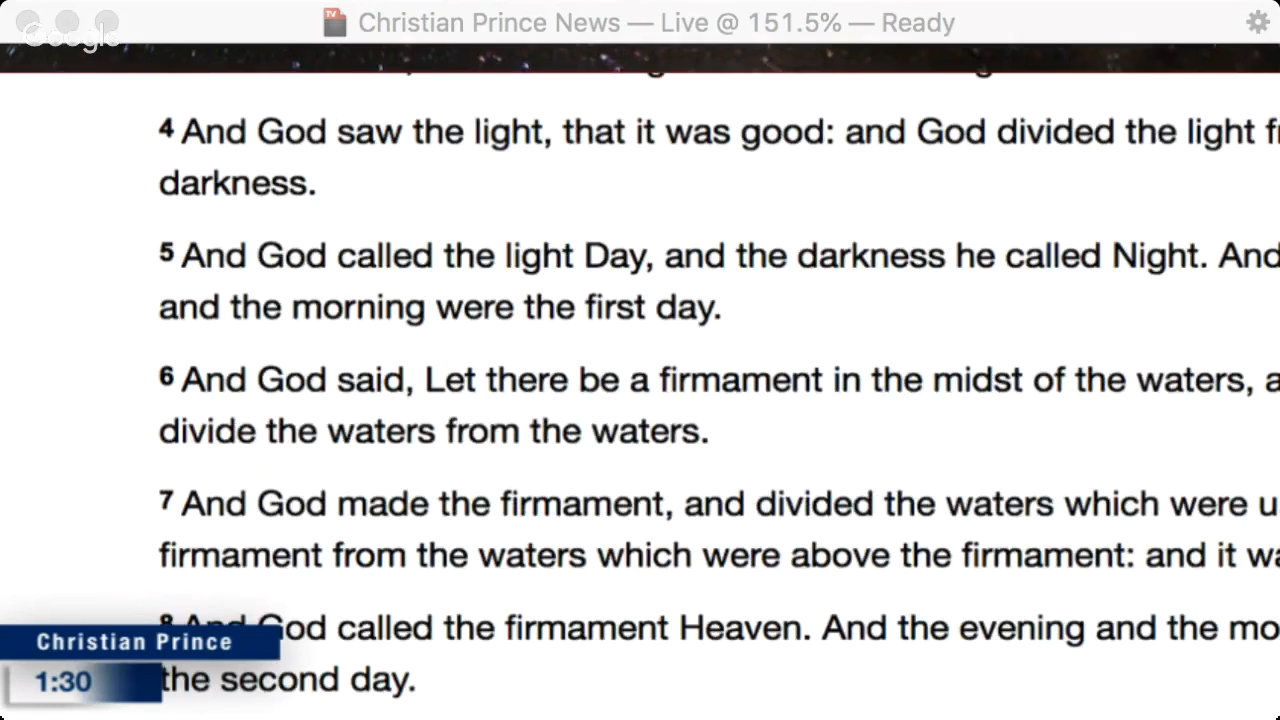 Google
TV
Christian Prince News — Live @ 151.5% — Ready
4 And God saw the light, that it was good: and God divided the light
darkness.
5 And God called the light Day, and the darkness he called Night. And
and the morning were the first day.
6 And God said, Let there be a firmament in the midst of the waters,
divide the waters from the waters.
7 And God made the firmament, and divided the waters which were
firmament from the waters which were above the firmament: and it
8 And God called the firmament Heaven. And the evening and the
the second day.
Christian Prince
1:30